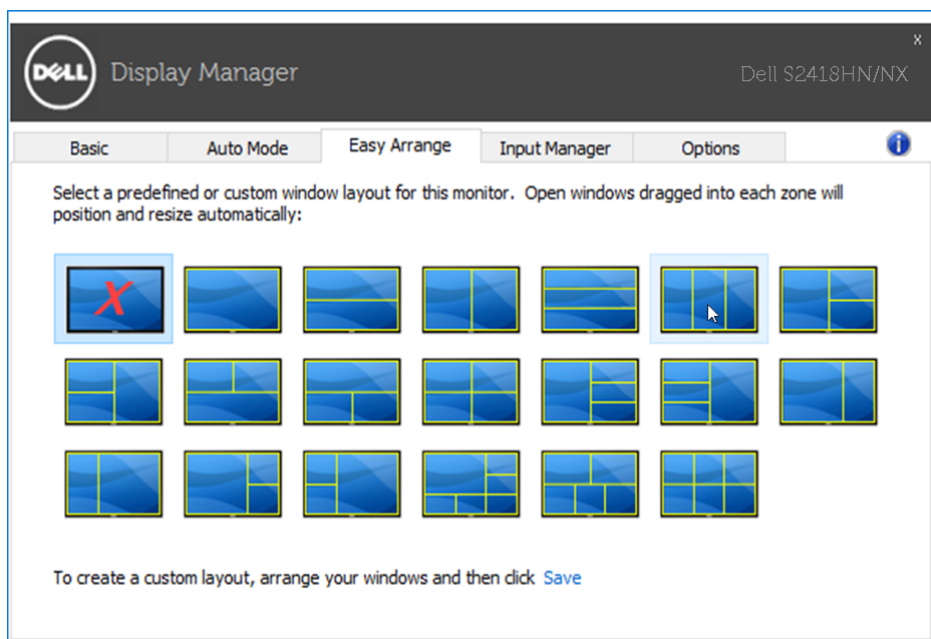 x
DELL Display Manager
Dell S2418HN/NX
Basic Auto Mode Easy Arrange Input Manager Options i
Select a predefined or custom window layout for this monitor. Open windows dragged into each zone will
position and resize automatically:
X
To create a custom layout, arrange your windows and then click Save